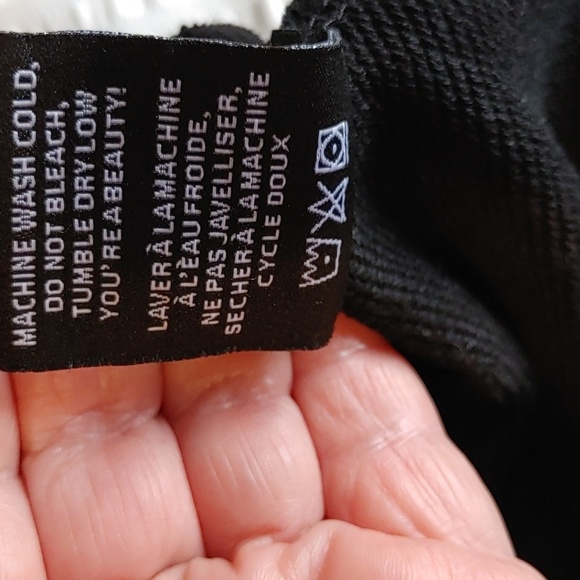 MACHINE WASH COLD,
DO NOT BLEACH,
TUMBLE DRY LOW
YOU'RE A BEAUTY!
LAVER À LA MACHINE
À L'ÈAU FROIDE,
NE PAS JAVELLISER,
SECHER À LA MACHINE
CYCLE DOUX